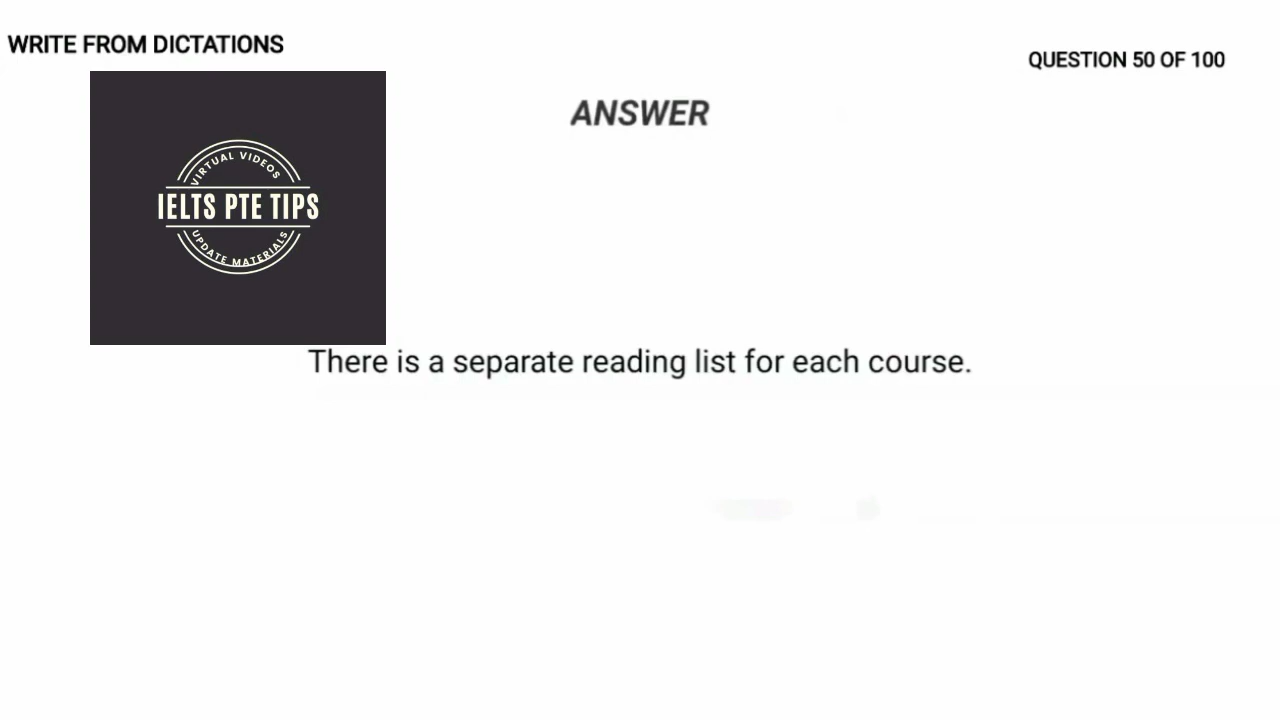 WRITE FROM DICTATIONS
QUESTION 50 OF 100
ANSWER
VIRTUAL VIDEOS
IELTS PTE TIPS
UPDATE MATERIALS
There is a separate reading list for each course.